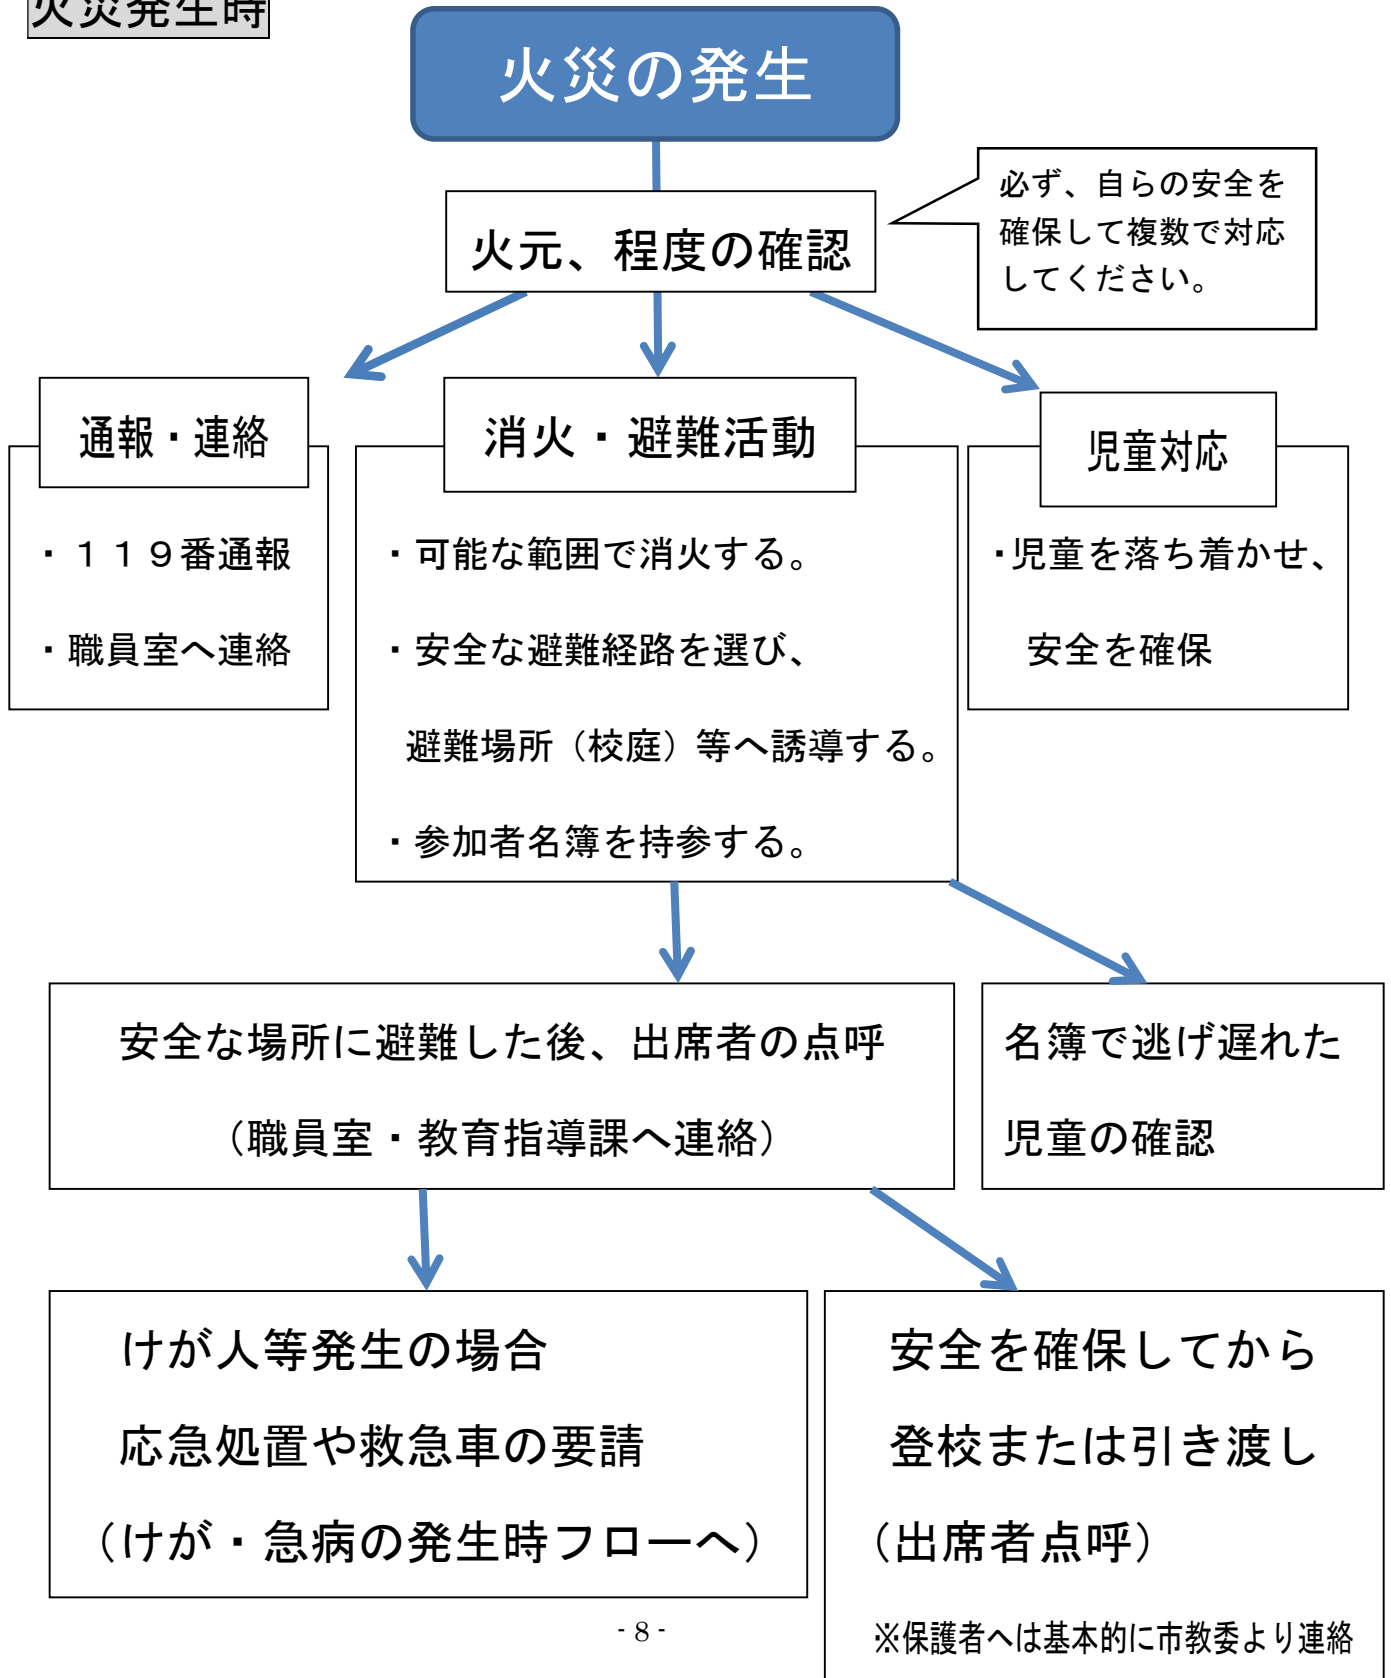 火災発生時
火災の発生
必ず、自らの安全を
確保して複数で対応
してください。
火元、程度の確認
通報・連絡
・119番通報
・職員室へ連絡
消火・避難活動
・可能な範囲で消火する。
・安全な避難経路を選び、
避難場所(校庭)等へ誘導する。
・参加者名簿を持参する。
児童対応
・児童を落ち着かせ、
安全を確保
安全な場所に避難した後、出席者の点呼
(職員室・教育指導課へ連絡)
名簿で逃げ遅れた
児童の確認
けが人等発生の場合
応急処置や救急車の要請
(けが・急病の発生時フローへ)
安全を確保してから
登校または引き渡し
(出席者点呼)
※保護者へは基本的に市教委より連絡
- 8 -